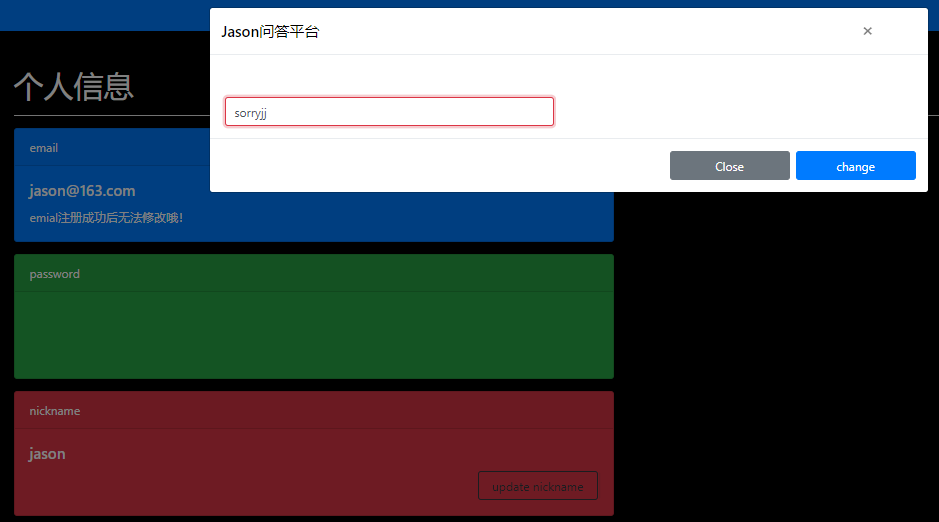 Jason问答平台
×
个人信息
sorryjj
Close
change
email
jason@163.com
emial注册成功后无法修改哦!
password
nickname
jason
update nickname